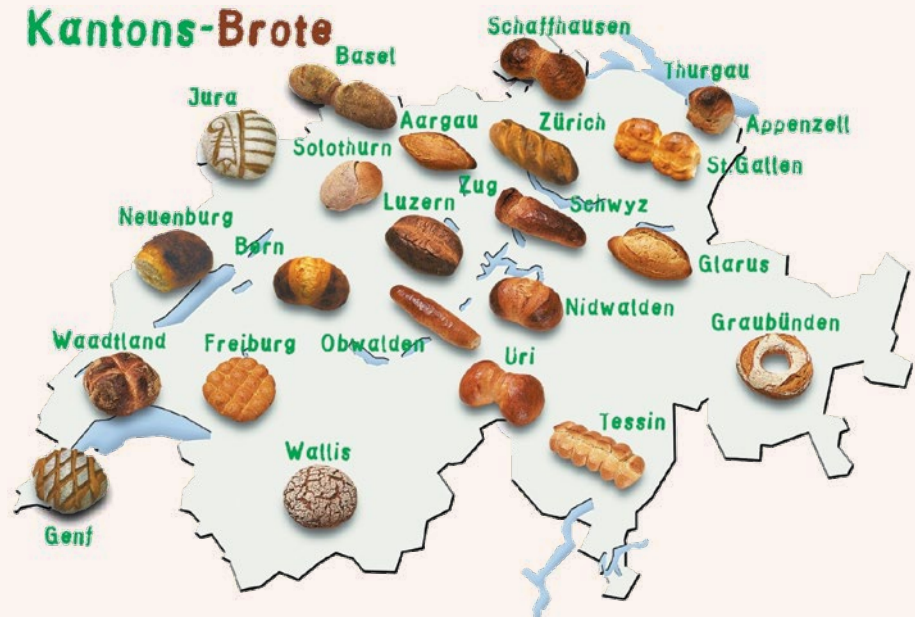 Kantons-Brote
Schaffhausen
Basel
Thurgau
Jura
Aargau
Zürich
Appenzell
Solothurn
St.Gallen
Zug
Luzern
Schwyz
Neuenburg
Bern
Glarus
Nidwalden
Graubünden
Waadtland
Freiburg
Obwalden
Uri
Tessin
Wallis
Genf